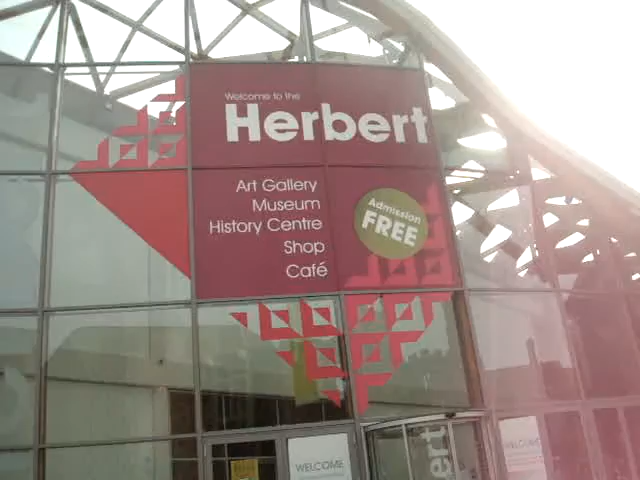 Welcome to the
Herbert
Art Gallery
Museum
History Centre
Shop
Café
Admission
FREE
WELCOME